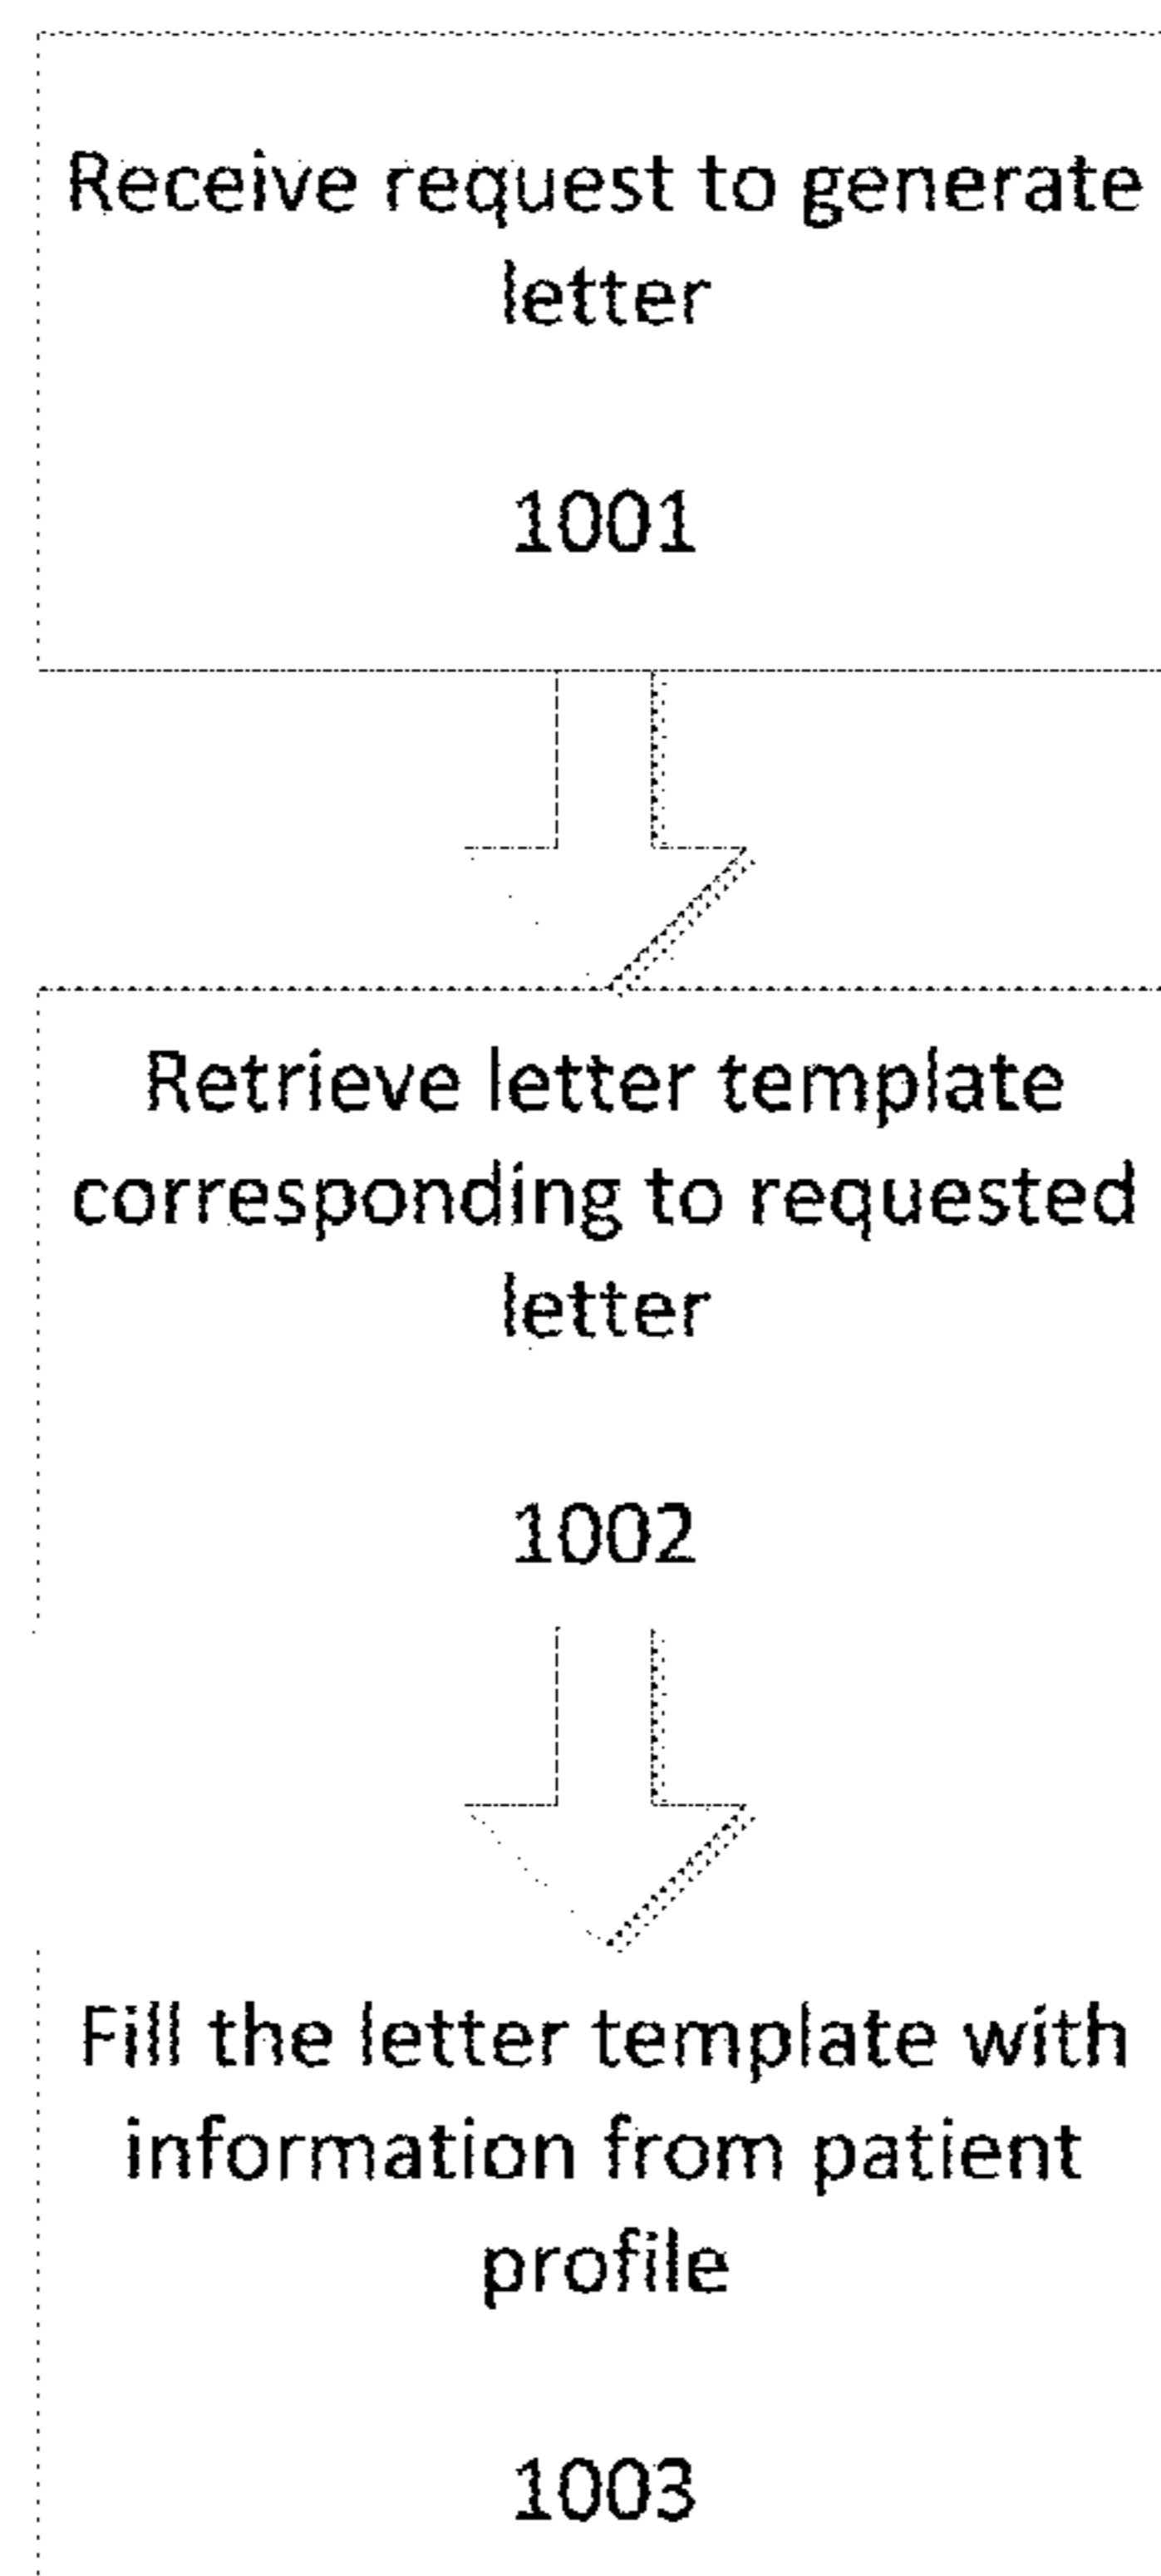 Receive request to generate
letter
1001
Retrieve letter template
corresponding to requested
letter
1002
Fill the letter template with
information from patient
profile
1003